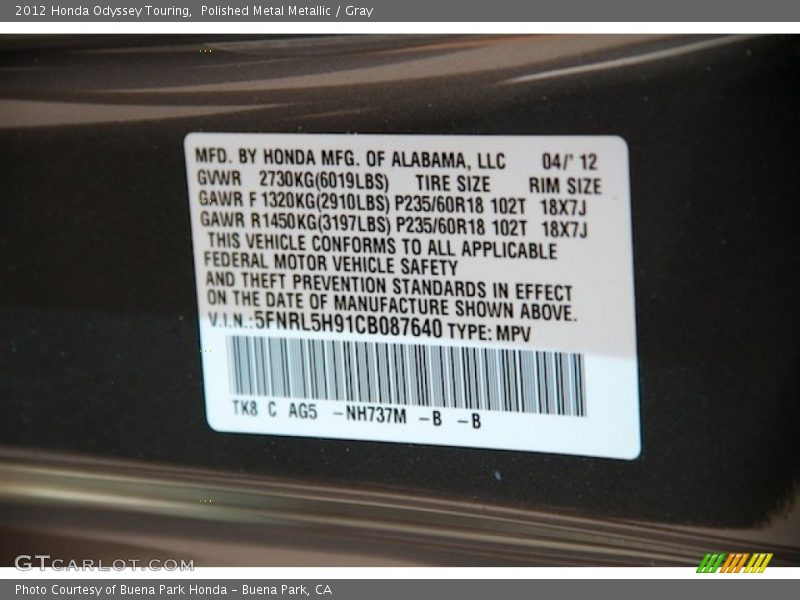 2012 Honda Odyssey Touring,  Polished Metal Metallic / Gray
MFD. BY HONDA MFG. OF ALABAMA, LLC 04/' 12
GVWR 2730KG(6019LBS) TIRE SIZE RIM SIZE
GAWR F 1320KG(2910LBS) P235/60R18 102T 18X7J
GAWR R1450KG(3197LBS) P235/60R18 102T 18X7J
THIS VEHICLE CONFORMS TO ALL APPLICABLE
FEDERAL MOTOR VEHICLE SAFETY
AND THEFT PREVENTION STANDARDS IN EFFECT
ON THE DATE OF MANUFACTURE SHOWN ABOVE.
V.I.N.:5FNRL5H91CB087640 TYPE: MPV
TK8 C AG5 -NH737M -B -B
GTCARLOT.COM
Photo Courtesy of Buena Park Honda - Buena Park, CA